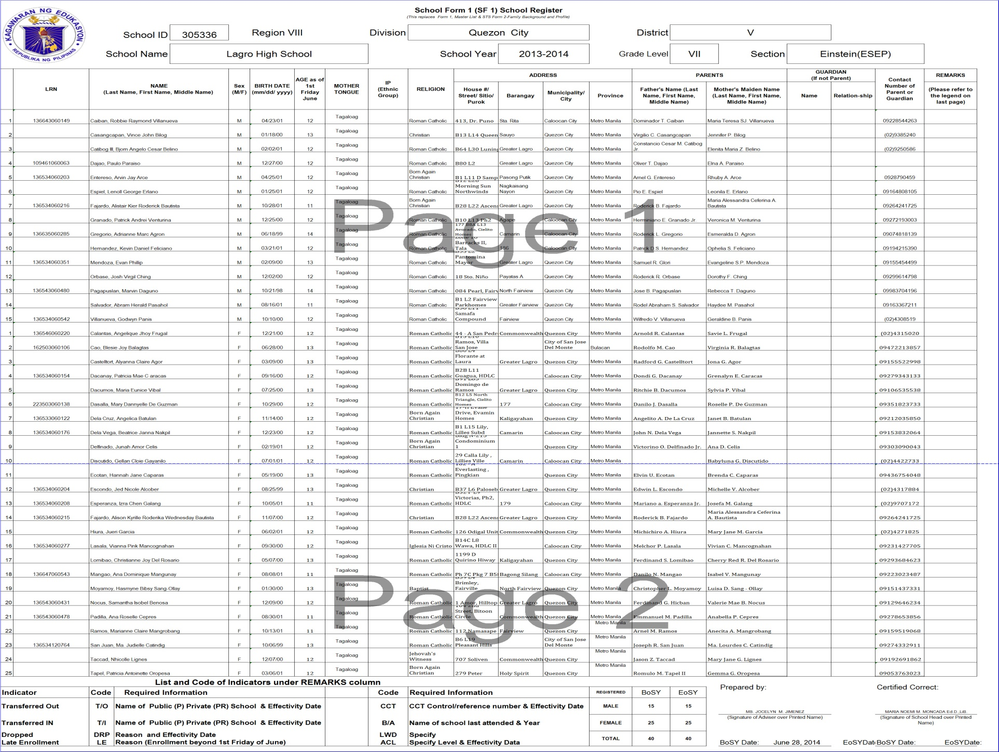 School Form 1 (SF 1) School Register
(This replaces Form 1, Master List & STS Form 2-Family Background and Profile)
KAGAWARAN NG EDUKASYON
REPUBLIKA NG PILIPINAS
School ID 305336 Region VIII Division Quezon City District V
School Name Lagro High School School Year 2013-2014 Grade Level VII Section Einstein(ESEP)
LRN NAME (Last Name, First Name, Middle Name) Sex (M/F) BIRTH DATE (mm/dd/ yyyy) AGE as of 1st Friday June MOTHER TONGUE IP (Ethnic Group) RELIGION ADDRESS House #/ Street/ Sitio/ Purok Barangay Municipality/ City Province PARENTS Father's Name (Last Name, First Name, Middle Name) Mother's Maiden Name (Last Name, First Name, Middle Name) GUARDIAN (If not Parent) Name Relation-ship Contact Number of Parent or Guardian REMARKS (Please refer to the legend on last page)
1 136643060149 Caiban, Robbie Raymond Villanueva M 04/23/01 12 Tagaloag Roman Catholic 413, Dr. Puno Sta. Rita Caloocan City Metro Manila Dominador T. Caiban Maria Teresa SJ. Villanueva 09228544263
2 Casangcapan, Vince John Bilog M 01/18/00 13 Tagaloag Christian B13 L14 Queen Sauyo Quezon City Metro Manila Virgilio C. Casangcapan Jennifer P. Bilog (02)9385240
3 Catibog III, Bjorn Angelo Cesar Belino M 02/02/01 12 Tagaloag Roman Catholic B64 L30 Lunin Greater Lagro Quezon City Metro Manila Constancio Cesar M. Catibog Jr. Elenita Maria Z. Belino (02)9250586
4 109461060063 Dajao, Paulo Paraiso M 12/27/00 12 Tagaloag Roman Catholic B80 L2 Greater Lagro Quezon City Metro Manila Oliver T. Dajao Elna A. Paraiso
5 136534060203 Entereso, Arvin Jay Arce M 04/25/01 12 Tagaloag Born Again Christian B1 L11 D Samp Pasong Putik Quezon City Metro Manila Arnel G. Entereso Rhuby A. Arce 0928790459
6 Espiel, Lenoll George Erlano M 01/25/01 12 Tagaloag Roman Catholic Morning Sun Northwinds Nagkaisang Nayon Quezon City Metro Manila Pio E. Espiel Leonila E. Erlano 09164808105
7 136534060216 Fajardo, Alistair Kier Roderick Bautista M 10/28/01 11 Tagaloag Born Again Christian B28 L22 Ascens Greater Lagro Quezon City Metro Manila Roderick B. Fajardo Maria Alessandra Ceferina A. Bautista 09264241725
8 Granado, Patrick Andrei Venturina M 12/25/00 12 Tagaloag Roman Catholic B10 L13 Ph2 Agape Caloocan City Metro Manila Herminiano E. Granado Jr. Veronica M. Venturina 09272193003
9 136635060285 Gregorio, Adrianne Marc Agron M 06/18/99 14 Tagaloag Roman Catholic 177 B8A L13 Avocado, Cielito Homes Camarin Caloocan City Metro Manila Roderick L. Gregorio Esmeralda D. Agron 09074818139
10 Hernandez, Kevin Daniel Feliciano M 03/21/01 12 Tagaloag Roman Catholic Barracks II, Tala 186 Caloocan City Metro Manila Patrick D.S. Hernandez Ophelia S. Feliciano 09194215390
11 136534060351 Mendoza, Evan Phillip M 02/09/00 13 Tagaloag Roman Catholic Pantomina Mayor Greater Lagro Quezon City Metro Manila Samuel R. Glori Evangeline S.P. Mendoza 09155454499
12 Orbase, Josh Virgil Ching M 12/02/00 12 Tagaloag Roman Catholic 18 Sto. Niño Payatas A Quezon City Metro Manila Roderick R. Orbase Dorothy F. Ching 09299614798
13 136543060480 Pagapuslan, Marvin Daguno M 10/21/98 14 Tagaloag Roman Catholic 084 Pearl, Fairv North Fairview Quezon City Metro Manila Jose B. Pagapuslan Rebecca T. Daguno 09983704196
14 Salvador, Abram Herald Pasahol M 08/16/01 11 Tagaloag Roman Catholic B1 L2 Fairview Parkhomes Greater Fairview Quezon City Metro Manila Rodel Abraham S. Salvador Haydee M. Pasahol 09163367211
15 136534060542 Villanueva, Godwyn Panis M 10/10/00 12 Tagaloag Roman Catholic Samafa Compound Fairview Quezon City Metro Manila Wilfredo V. Villanueva Geraldine B. Panis (02)4308519
1 136546060220 Calantas, Angelique Jhoy Frugal F 12/21/00 12 Tagaloag Roman Catholic 44 - A San Pedr Commonwealth Quezon City Metro Manila Arnold R. Calantas Savie L. Frugal (02)4315020
2 162503060106 Cao, Blesie Joy Balagtas F 06/28/00 13 Tagaloag Roman Catholic Ramos, Villa San Jose City of San Jose Del Monte Bulacan Rodolfo M. Cao Virginia R. Balagtas 09472213857
3 Castelltort, Alyanna Claire Agor F 03/09/00 13 Tagaloag Roman Catholic Florante at Laura Greater Lagro Quezon City Metro Manila Radford G. Castelltort Jona G. Agor 09155522998
4 136534060154 Dacanay, Patricia Mae C aracas F 09/16/00 12 Tagaloag Roman Catholic B2B L11 Guagua, HDLC Caloocan City Metro Manila Dondi G. Dacanay Grenalyn E. Caracas 09279343133
5 Dacumos, Maria Eunice Vibal F 07/25/00 13 Tagaloag Roman Catholic Domingo de Ramos Greater Lagro Quezon City Metro Manila Ritchie B. Dacumos Sylvia P. Vibal 09106535538
6 223503060138 Dasalla, Mary Dannyelle De Guzman F 10/29/00 12 Tagaloag Roman Catholic B12 L5 North Triangle, Cielito Homes 177 Caloocan City Metro Manila Danilo J. Dasalla Roselle P. De Guzman 09351823733
7 136533060122 Dela Cruz, Angelica Batulan F 11/14/00 12 Tagaloag Born Again Christian Drive, Evamin Homes Kaligayahan Quezon City Metro Manila Angelito A. De La Cruz Janet B. Batulan 09212035850
8 136534060176 Dela Vega, Beatrice Janna Nakpil F 12/23/00 12 Tagaloag Roman Catholic B1 L15 Lily, Lilles Subd Camarin Caloocan City Metro Manila John N. Dela Vega Jannette S. Nakpil 09153832064
9 Delfinado, Junah Amor Celis F 02/19/01 12 Tagaloag Born Again Christian Condominium 1 Quezon City Metro Manila Victorino O. Delfinado Jr. Ana D. Celis 09303090043
10 Discutido, Gellan Cloie Gayanilo F 07/01/01 12 Tagaloag Roman Catholic 29 Calla Lily , Lillies Ville Camarin Caloocan City Metro Manila Babyluna G. Discutido (02)4422733
11 Ecotan, Hannah Jane Caparas F 05/19/00 13 Tagaloag Roman Catholic Everlasting , Pingkian Quezon City Metro Manila Elvin U. Ecotan Brenda C. Caparas 09436754048
12 136534060204 Escondo, Jed Nicole Alcober F 08/25/99 13 Tagaloag Christian B37 L6 Paloseb Greater Lagro Quezon City Metro Manila Edwin L. Escondo Michelle V. Alcober (02)4317884
13 136534060208 Esperanza, Izra Chen Galang F 10/05/01 11 Tagaloag Roman Catholic Victorias, Ph2, HDLC 179 Caloocan City Metro Manila Mariano a. Esperanza Jr. Josefa M. Galang (02)9707172
14 136534060215 Fajardo, Alison Kyrille Roderika Wednesday Bautista F 11/07/00 12 Tagaloag Christian B28 L22 Ascens Greater Lagro Quezon City Metro Manila Roderick B. Fajardo Maria Alessandra Ceferina A. Bautista 09264241725
15 Hiura, Jueri Garcia F 06/02/01 12 Tagaloag Roman Catholic 126 Odigal Unit Commonwealth Quezon City Metro Manila Michichiro A. Hiura Mary Jane M. Garcia (02)4271825
16 136534060277 Lasala, Vianna Pink Mancognahan F 09/30/00 12 Tagaloag Iglesia Ni Cristo B14C L8 Wawa, HDLC II Caloocan City Metro Manila Melchor P. Lasala Vivian C. Mancognahan 09231427705
17 Lomibao, Christianne Joy Del Rosario F 05/07/00 13 Tagaloag Roman Catholic 1199 D Quirino Hiway Kaligayahan Quezon City Metro Manila Ferdinand S. Lomibao Cherry Red R. Del Rosario 09293684623
18 136647060543 Mangao, Ana Dominique Mangunay F 08/08/01 11 Tagaloag Roman Catholic Ph 7C Pkg 7 B5 Bagong Silang Caloocan City Metro Manila Danilo N. Mangao Isabel V. Mangunay 09223023487
19 Moyamoy, Hasmyne Bibsy Sang-Ollay F 01/30/00 13 Tagaloag Baptist Brimley, Fairville North Fairview Quezon City Metro Manila Christopher L. Moyamoy Luisa D. Sang - Ollay 09151437331
20 136543060431 Nocus, Samantha Isobel Benosa F 12/09/00 12 Tagaloag Roman Catholic 1 Amor, Hilltop Greater Lagro Quezon City Metro Manila Ferdinand G. Hicban Valerie Mae B. Nocus 09129646234
21 136543060478 Padilla, Ana Roselle Cepres F 08/30/01 11 Tagaloag Roman Catholic Street, Bitoon Circle Commonwealth Quezon City Metro Manila Emmanuel M. Padilla Anabella P. Cepres 09278653856
22 Ramos, Marianne Claire Mangrobang F 10/13/01 11 Tagaloag Roman Catholic 112 Namasape Fairview Quezon City Metro Manila Arnel M. Ramos Anecita A. Mangrobang 09159519068
23 136534120764 San Juan, Ma. Judielle Catindig F 10/06/99 13 Tagaloag Roman Catholic B6 L19 Pleasant Hills City of San Jose Del Monte Metro Manila Joseph R. San Juan Ma. Lourdes C. Catindig 09274332911
24 Taccad, Nhicolle Lignes F 12/07/00 12 Tagaloag Jehovah's Witness 707 Soliven Commonwealth Quezon City Metro Manila Jason Z. Taccad Mary Jane G. Lignes 09192691862
25 Tapel, Patricia Antoinette Oropesa F 03/06/01 12 Tagaloag Born Again Christian 279 Peter Holy Spirit Quezon City Metro Manila Romulo M. Tapel II Gemma G. Oropesa 09053763023
Page 1
Page 2
List and Code of Indicators under REMARKS column
Indicator Code Required Information Code Required Information REGISTERED BoSY EoSY
Transferred Out T/O Name of Public (P) Private (PR) School & Effectivity Date CCT CCT Control/reference number & Effectivity Date MALE 15 15
Transferred IN T/I Name of Public (P) Private (PR) School & Effectivity Date B/A Name of school last attended & Year FEMALE 25 25
Dropped DRP Reason and Effectivity Date LWD Specify TOTAL 40 40
Late Enrollment LE Reason (Enrollment beyond 1st Friday of June) ACL Specify Level & Effectivity Data
Prepared by: Certified Correct:
MS. JOCELYN M. JIMENEZ MARIA NOEMI M. MONCADA Ed.D.,LiB.
(Signature of Adviser over Printed Name) (Signature of School Head over Printed Name)
BoSY Date: June 28, 2014 EoSYDat BoSY Date: EoSYDate: